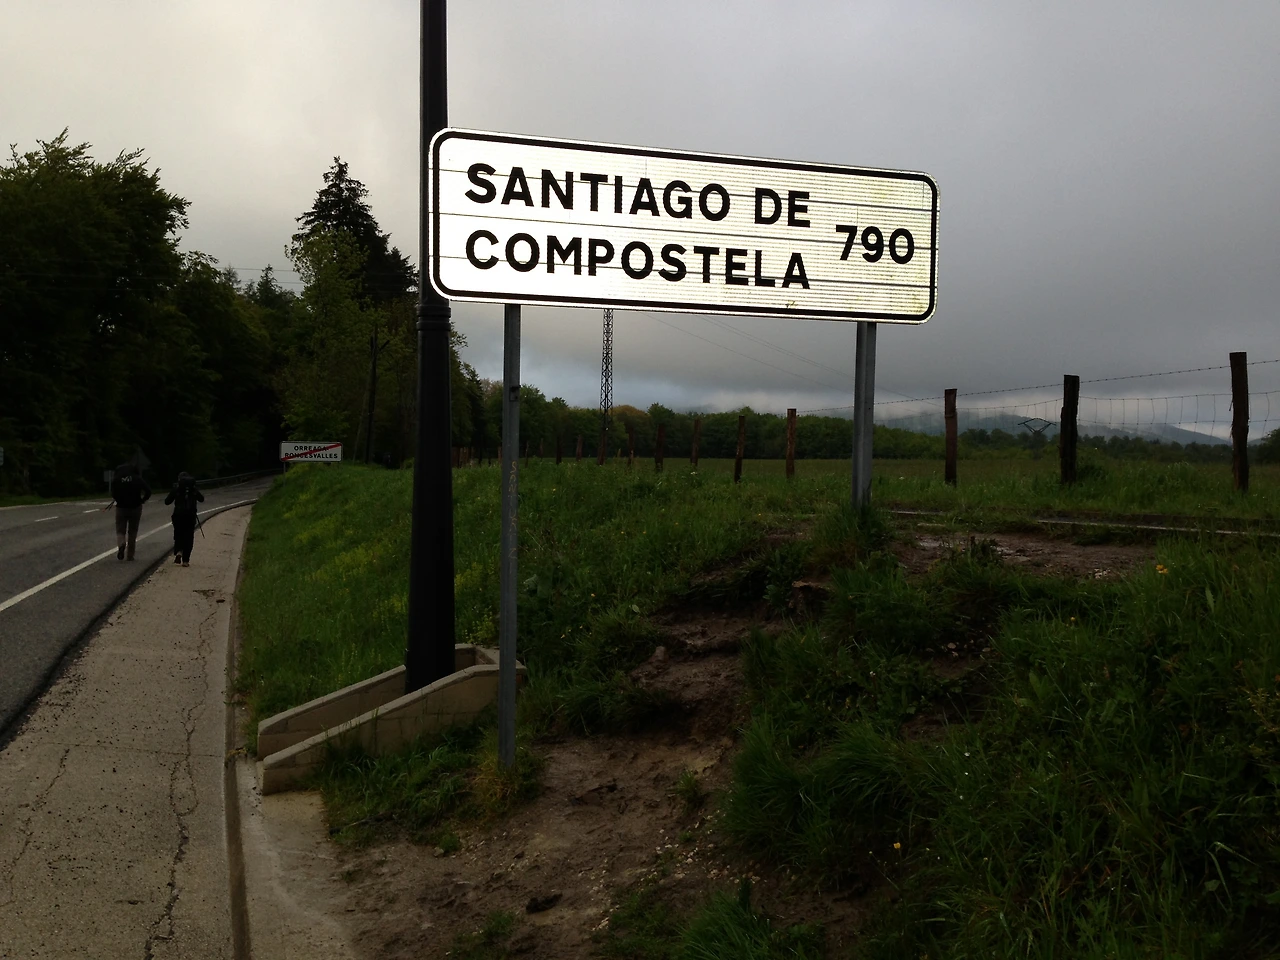 SANTIAGO DE
COMPOSTELA 790
ORREAGA
RONCESVALLES